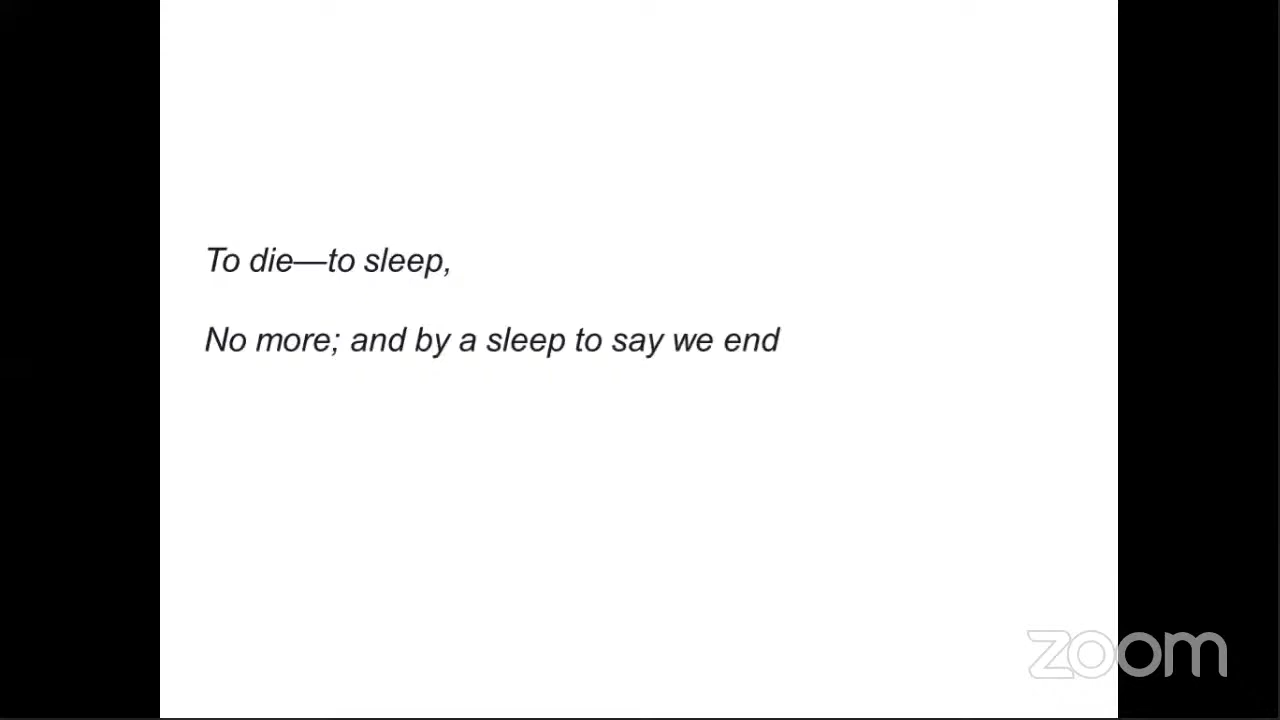 To die—to sleep,
No more; and by a sleep to say we end
zoom